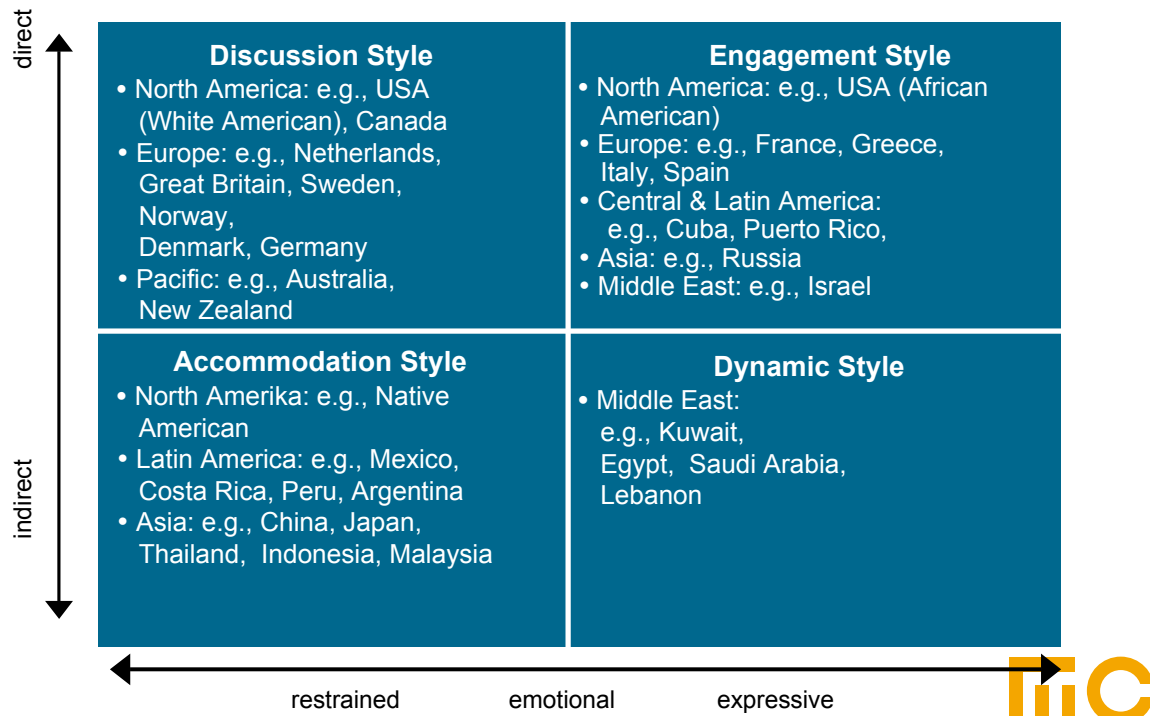 direct
Discussion Style
• North America: e.g., USA
(White American), Canada
• Europe: e.g., Netherlands,
Great Britain, Sweden,
Norway,
Denmark, Germany
• Pacific: e.g., Australia,
New Zealand
Engagement Style
• North America: e.g., USA (African
American)
• Europe: e.g., France, Greece,
Italy, Spain
• Central & Latin America:
e.g., Cuba, Puerto Rico,
• Asia: e.g., Russia
• Middle East: e.g., Israel
indirect
Accommodation Style
• North Amerika: e.g., Native
American
• Latin America: e.g., Mexico,
Costa Rica, Peru, Argentina
• Asia: e.g., China, Japan,
Thailand, Indonesia, Malaysia
Dynamic Style
• Middle East:
e.g., Kuwait,
Egypt, Saudi Arabia,
Lebanon
restrained emotional expressive